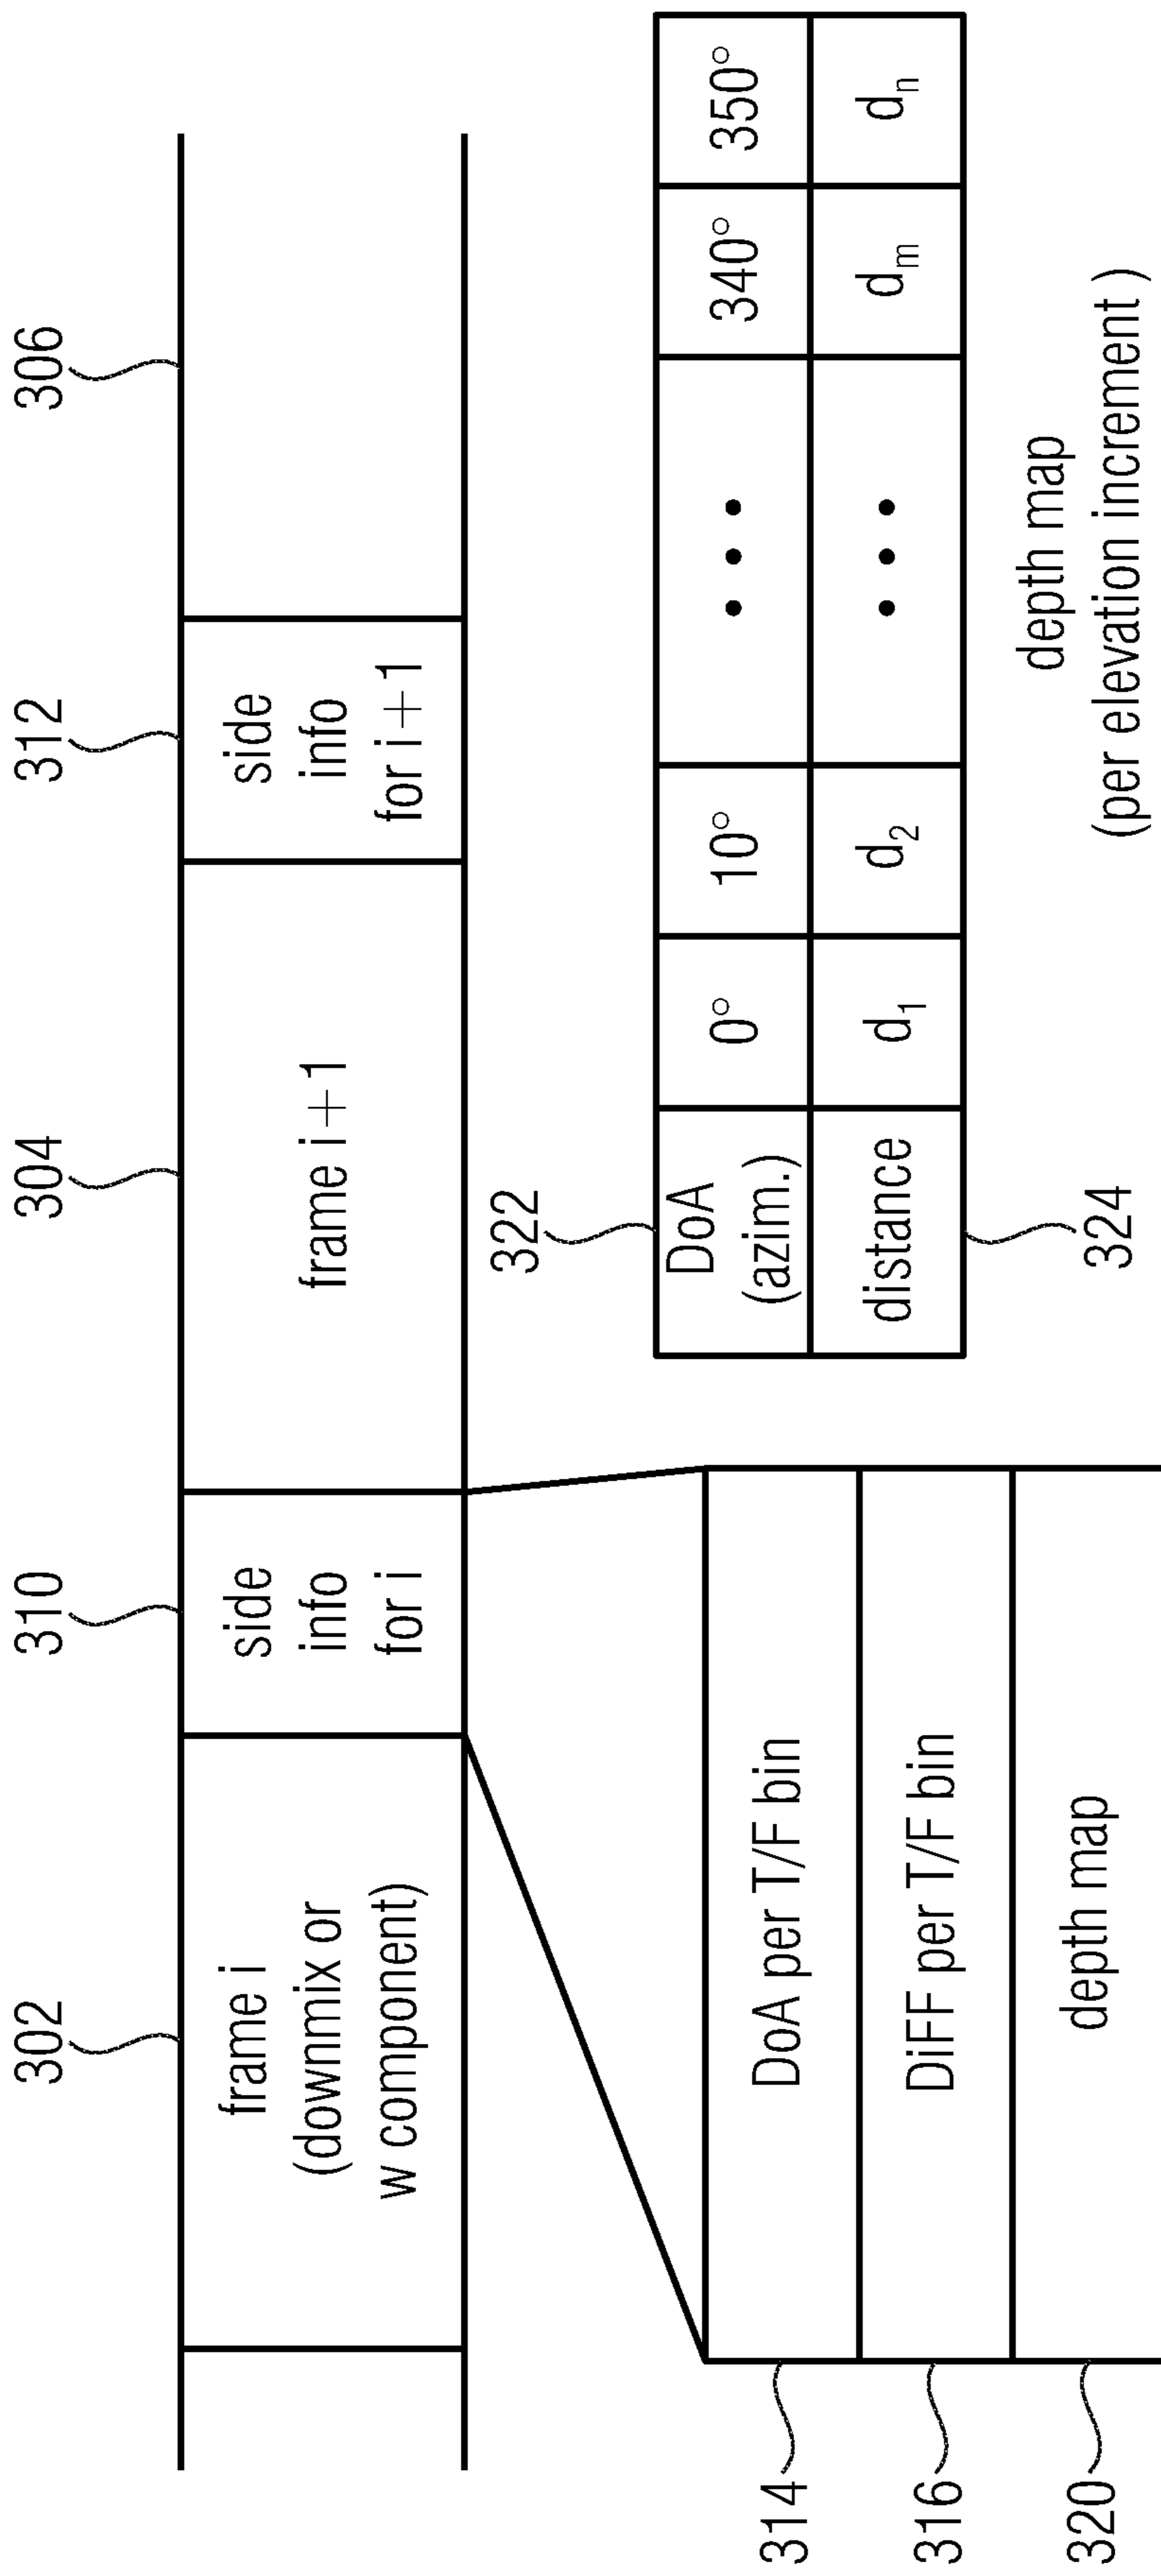 302
310
304
312
306
frame i
(downmix or
w component)
side
info
for i
frame i+1
side
info
for i+1
314
DoA per T/F bin
316
DiFF per T/F bin
320
depth map
322
DoA
(azim.)
0°
10°
• • •
340°
350°
distance
d1
d2
• • •
dm
dn
324
depth map
(per elevation increment )